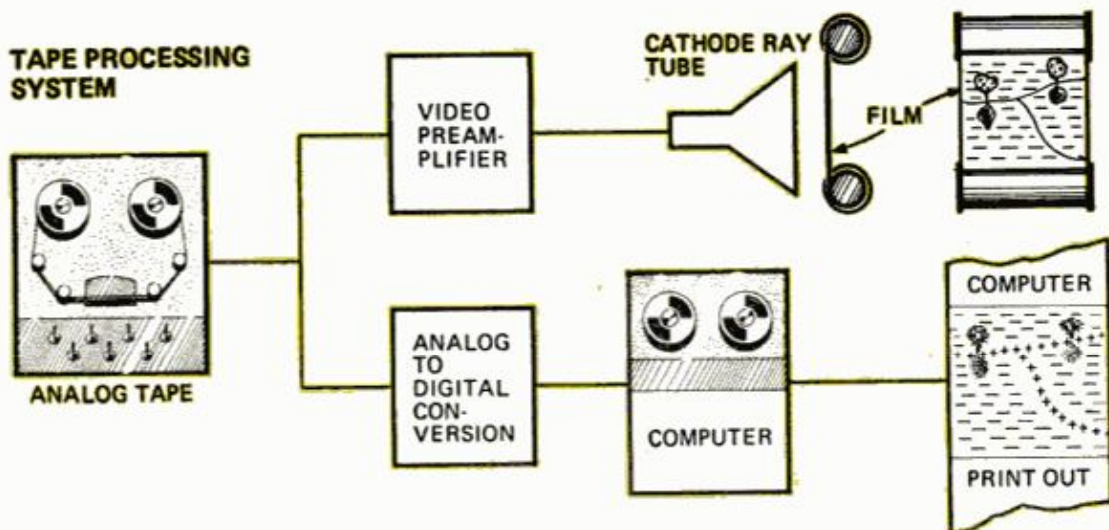 TAPE PROCESSING
SYSTEM
ANALOG TAPE
VIDEO
PREAM-
PLIFIER
CATHODE RAY
TUBE
FILM
ANALOG
TO
DIGITAL
CON-
VERSION
COMPUTER
COMPUTER
PRINT OUT